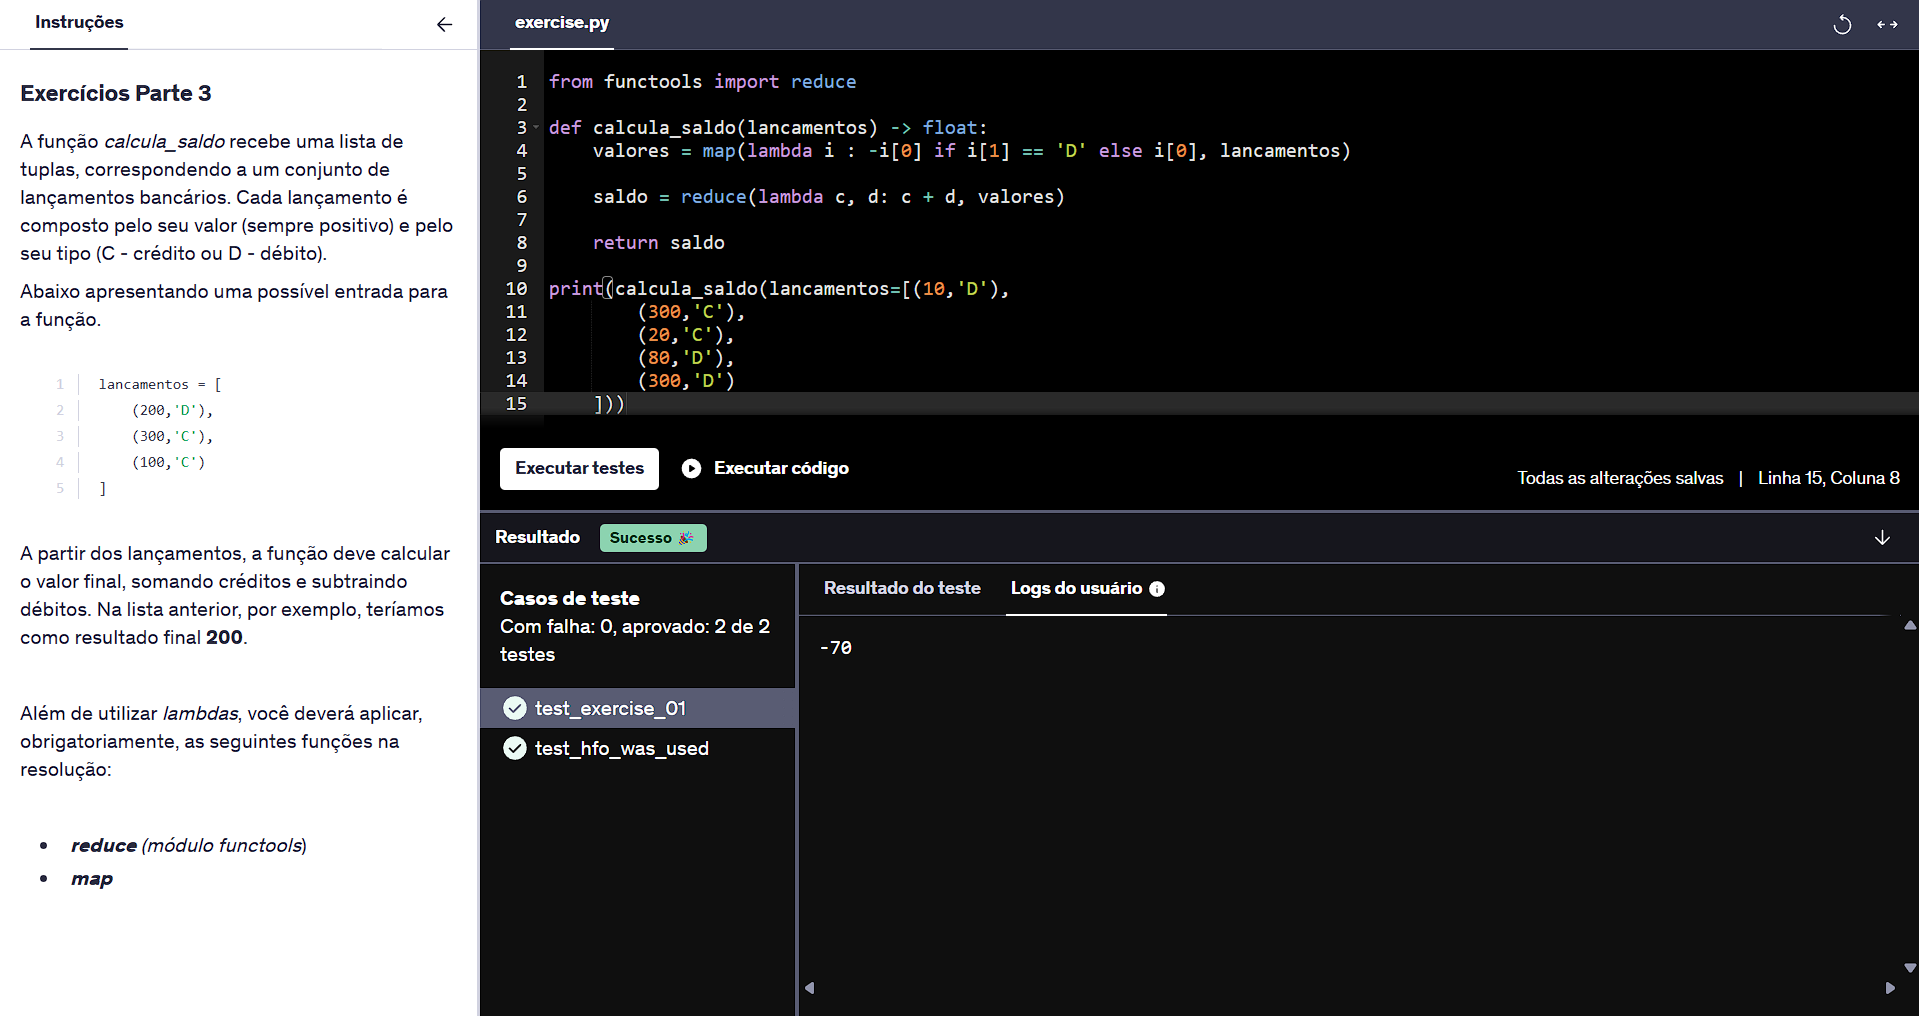 Instruções
Exercícios Parte 3
A função calcula_saldo recebe uma lista de
tuplas, correspondendo a um conjunto de
lançamentos bancários. Cada lançamento é
composto pelo seu valor (sempre positivo) e pelo
seu tipo (C - crédito ou D - débito).
Abaixo apresentando uma possível entrada para
a função.
1 lancamentos = [
2 (200,'D'),
3 (300,'C'),
4 (100,'C')
5 ]
A partir dos lançamentos, a função deve calcular
o valor final, somando créditos e subtraindo
débitos. Na lista anterior, por exemplo, teríamos
como resultado final 200.
Além de utilizar lambdas, você deverá aplicar,
obrigatoriamente, as seguintes funções na
resolução:
• reduce (módulo functools)
• map
exercise.py
1 from functools import reduce
2
3 def calcula_saldo(lancamentos) -> float:
4 valores = map(lambda i : -i[0] if i[1] == 'D' else i[0], lancamentos)
5
6 saldo = reduce(lambda c, d: c + d, valores)
7
8 return saldo
9
10 print(calcula_saldo(lancamentos=[(10,'D'),
11 (300,'C'),
12 (20,'C'),
13 (80,'D'),
14 (300,'D')
15 ]))
Executar testes
Executar código
Todas as alterações salvas | Linha 15, Coluna 8
Resultado
Sucesso 🎉
Casos de teste
Com falha: 0, aprovado: 2 de 2
testes
test_exercise_01
test_hfo_was_used
Resultado do teste
Logs do usuário
-70